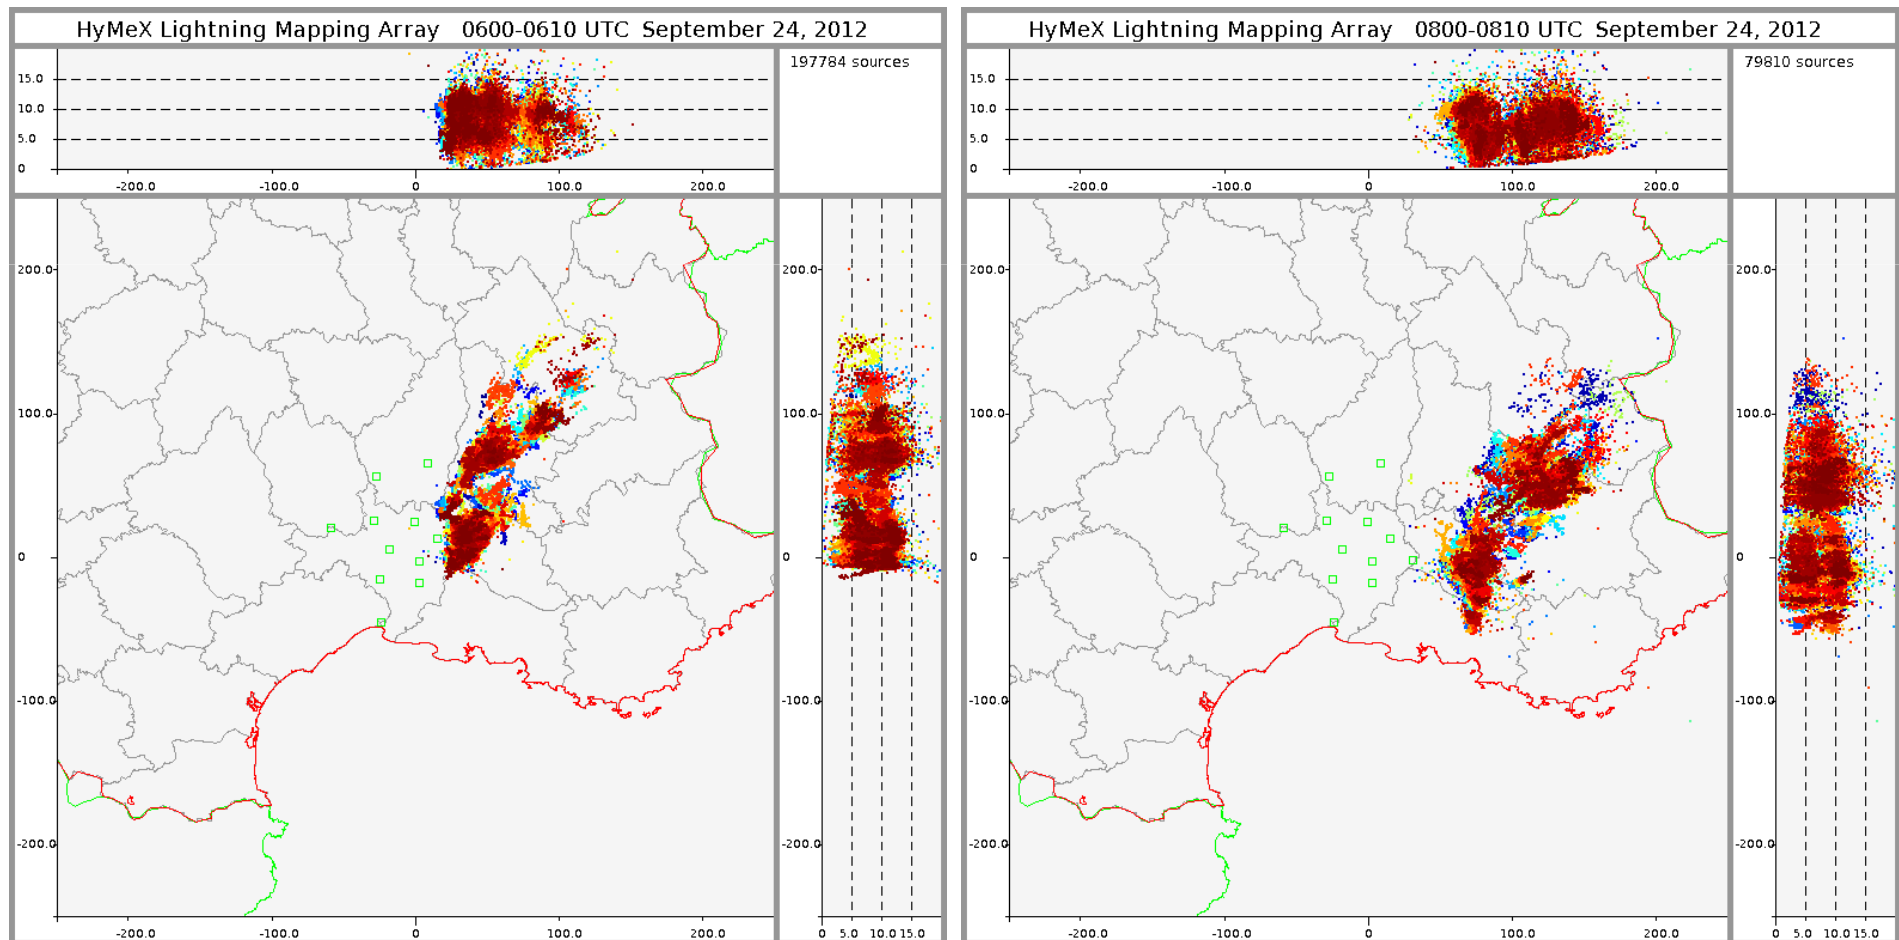 HyMeX Lightning Mapping Array   0600-0610 UTC  September 24, 2012
197784 sources
15.0
10.0
5.0
0
-200.0 -100.0 0 100.0 200.0
200.0
100.0
0
-100.0
-200.0
-200.0 -100.0 0 100.0 200.0
200.0
100.0
0
-100.0
-200.0
0 5.0 10.0 15.0
HyMeX Lightning Mapping Array   0800-0810 UTC  September 24, 2012
79810 sources
15.0
10.0
5.0
0
-200.0 -100.0 0 100.0 200.0
200.0
100.0
0
-100.0
-200.0
-200.0 -100.0 0 100.0 200.0
200.0
100.0
0
-100.0
-200.0
0 5.0 10.0 15.0